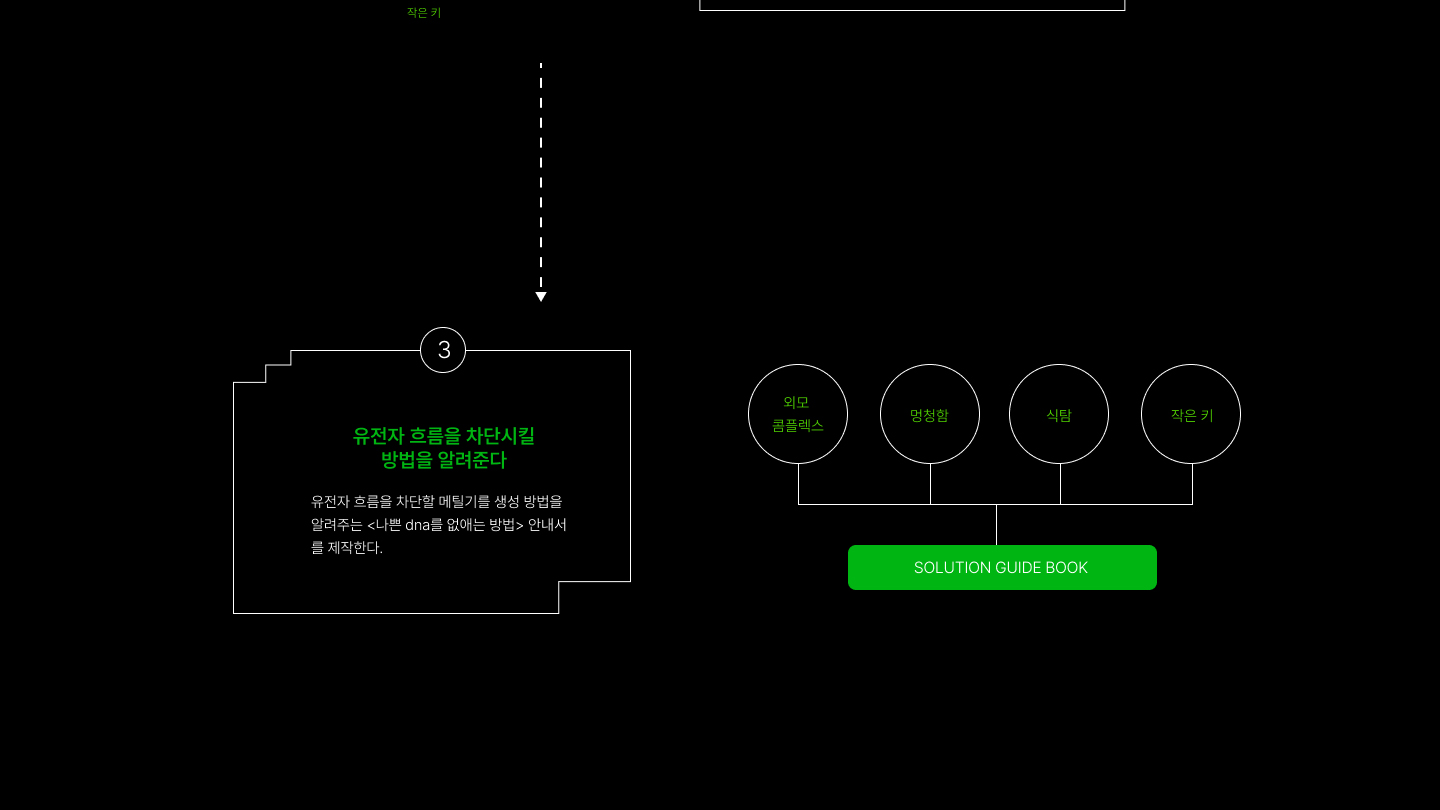 작은 키
3
유전자 흐름을 차단시킬
방법을 알려준다
유전자 흐름을 차단할 메틸기를 생성 방법을
알려주는 <나쁜 dna를 없애는 방법> 안내서
를 제작한다.
외모
콤플렉스
멍청함
식탐
작은 키
SOLUTION GUIDE BOOK